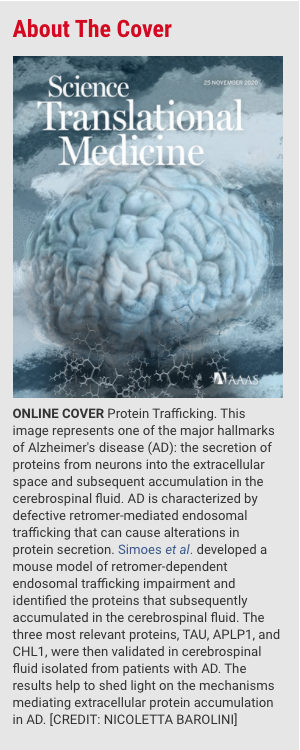 About The Cover
Science
25 NOVEMBER 2020
Translational
Medicine
AAAS
ONLINE COVER Protein Trafficking. This
image represents one of the major hallmarks
of Alzheimer's disease (AD): the secretion of
proteins from neurons into the extracellular
space and subsequent accumulation in the
cerebrospinal fluid. AD is characterized by
defective retromer-mediated endosomal
trafficking that can cause alterations in
protein secretion. Simoes et al. developed a
mouse model of retromer-dependent
endosomal trafficking impairment and
identified the proteins that subsequently
accumulated in the cerebrospinal fluid. The
three most relevant proteins, TAU, APLP1, and
CHL1, were then validated in cerebrospinal
fluid isolated from patients with AD. The
results help to shed light on the mechanisms
mediating extracellular protein accumulation
in AD. [CREDIT: NICOLETTA BAROLINI]